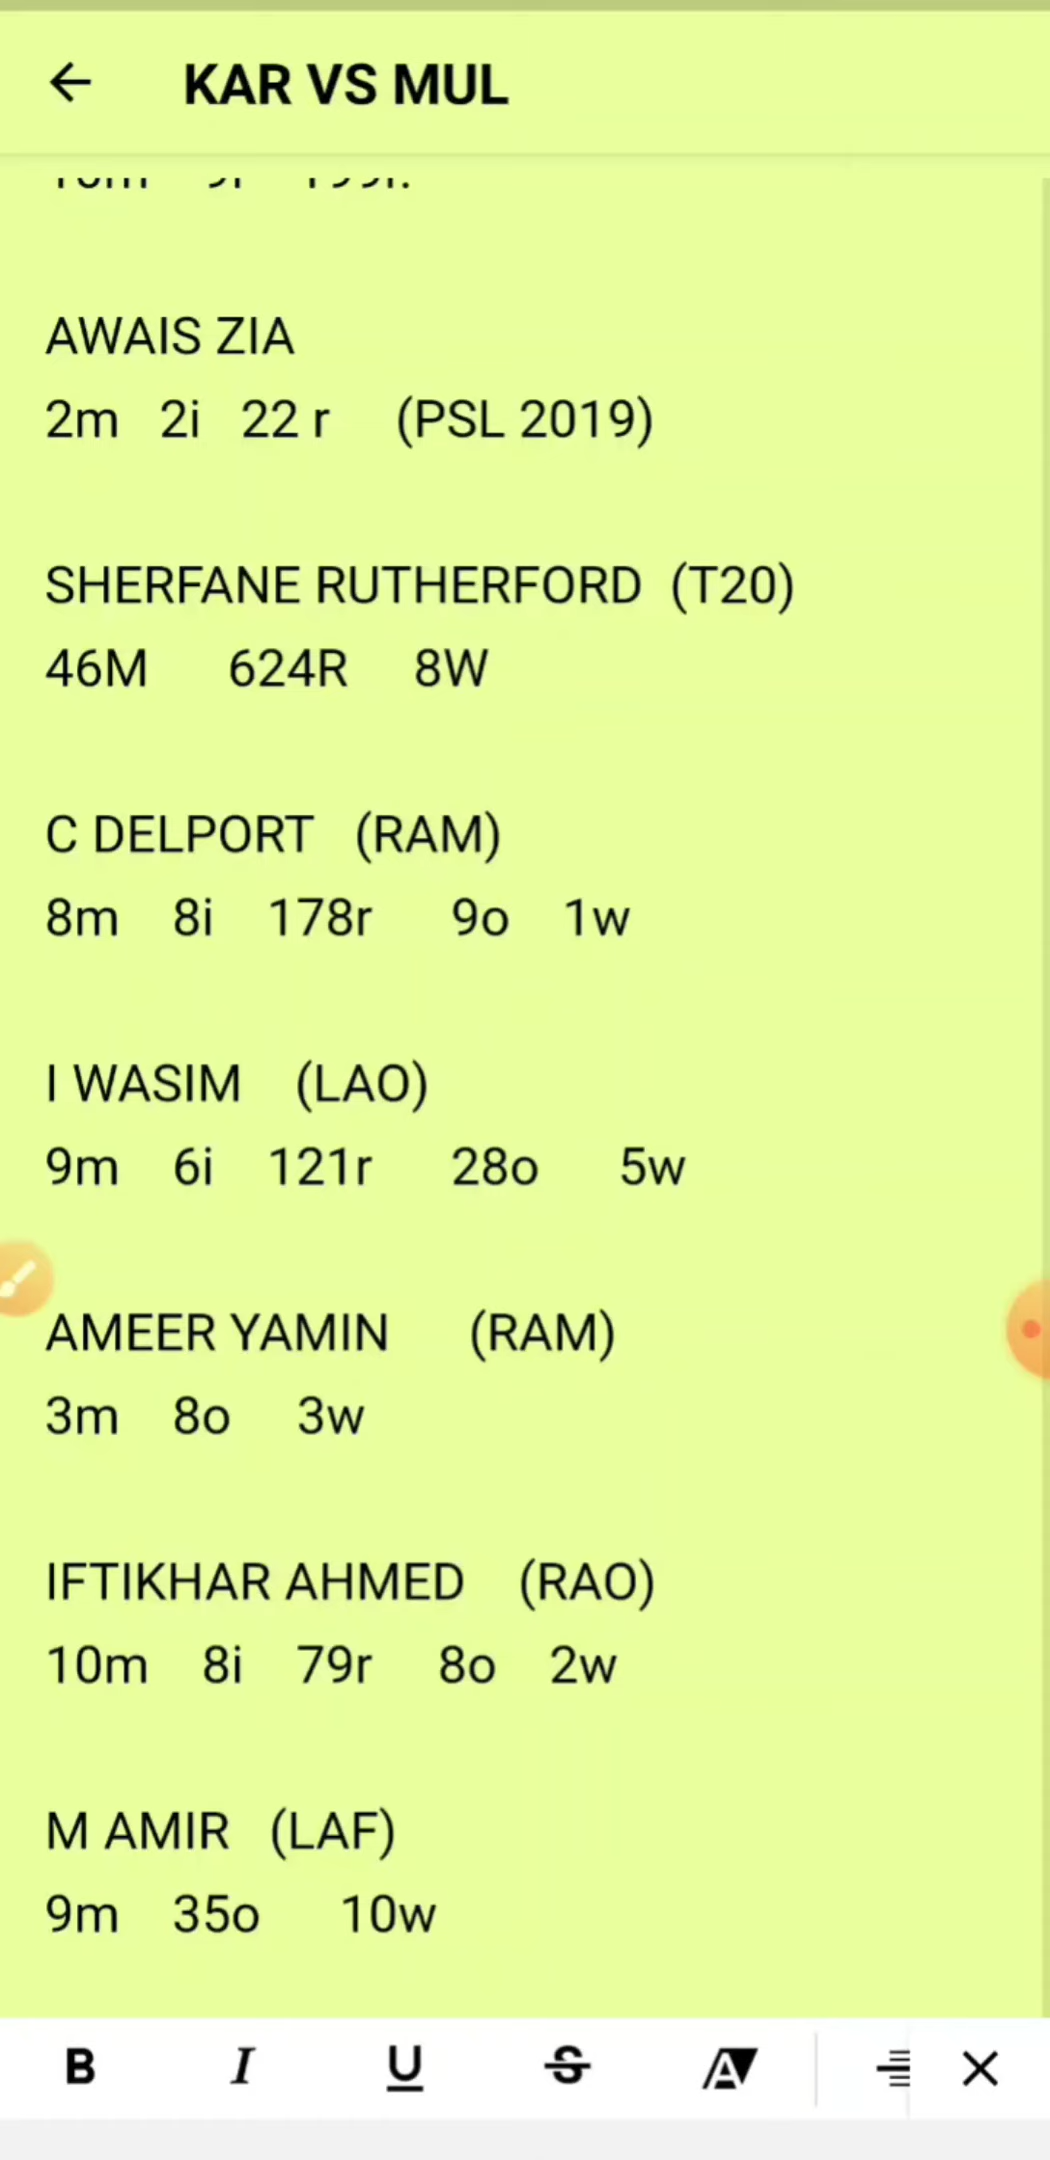 KAR VS MUL
AWAIS ZIA
2m 2i 22 r (PSL 2019)
SHERFANE RUTHERFORD (T20)
46M 624R 8W
C DELPORT (RAM)
8m 8i 178r 9o 1w
I WASIM (LAO)
9m 6i 121r 28o 5w
AMEER YAMIN (RAM)
3m 8o 3w
IFTIKHAR AHMED (RAO)
10m 8i 79r 8o 2w
M AMIR (LAF)
9m 35o 10w
B I U S A